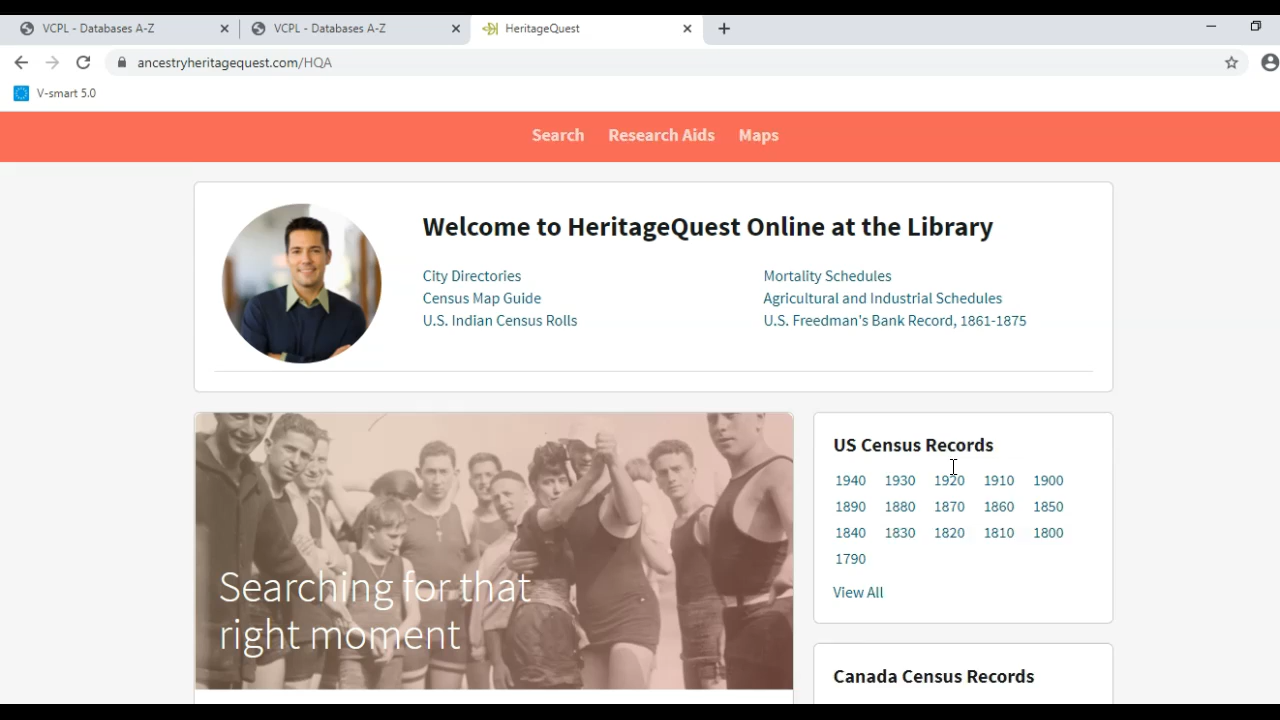 VCPL - Databases A-Z
VCPL - Databases A-Z
HeritageQuest
ancestryheritagequest.com/HQA
V-smart 5.0
Search Research Aids Maps
Welcome to HeritageQuest Online at the Library
City Directories
Census Map Guide
U.S. Indian Census Rolls
Mortality Schedules
Agricultural and Industrial Schedules
U.S. Freedman's Bank Record, 1861-1875
Searching for that
right moment
US Census Records
1940 1930 1920 1910 1900
1890 1880 1870 1860 1850
1840 1830 1820 1810 1800
1790
View All
Canada Census Records